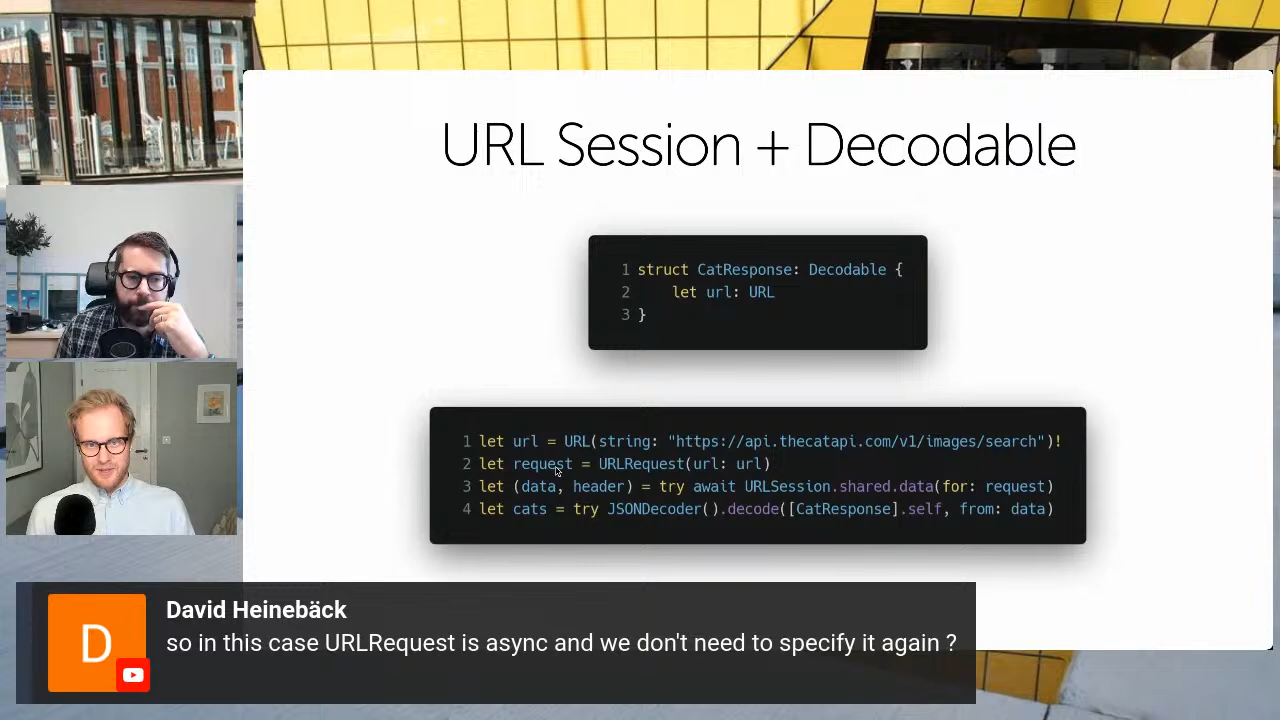 URL Session + Decodable
1 struct CatResponse: Decodable {
2 let url: URL
3 }
1 let url = URL(string: "https://api.thecatapi.com/v1/images/search")!
2 let request = URLRequest(url: url)
3 let (data, header) = try await URLSession.shared.data(for: request)
4 let cats = try JSONDecoder().decode([CatResponse].self, from: data)
D
David Heinebäck
so in this case URLRequest is async and we don't need to specify it again ?